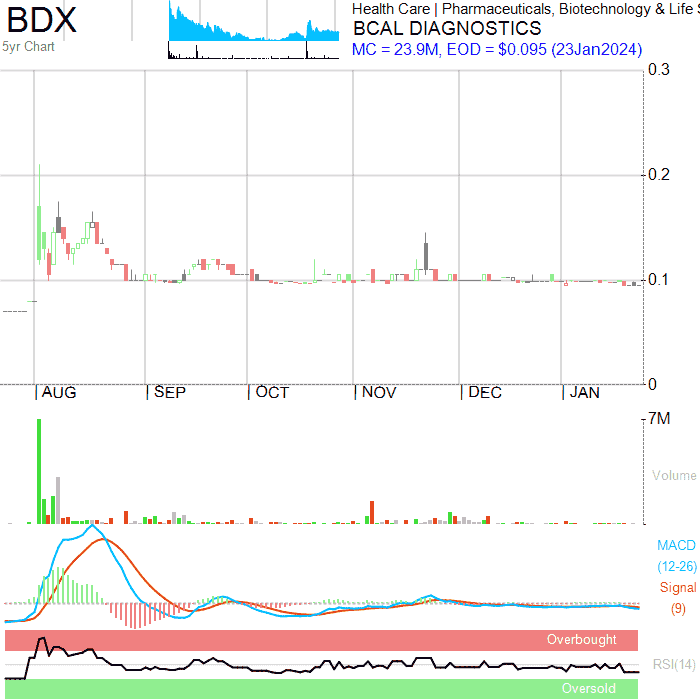 BDX
5yr Chart
Health Care | Pharmaceuticals, Biotechnology & Life S
BCAL DIAGNOSTICS
MC = 23.9M, EOD = $0.095 (23Jan2024)
0.3
0.2
0.1
0
AUG SEP OCT NOV DEC JAN
7M
Volume
MACD
(12-26)
Signal
(9)
Overbought
RSI(14)
Oversold